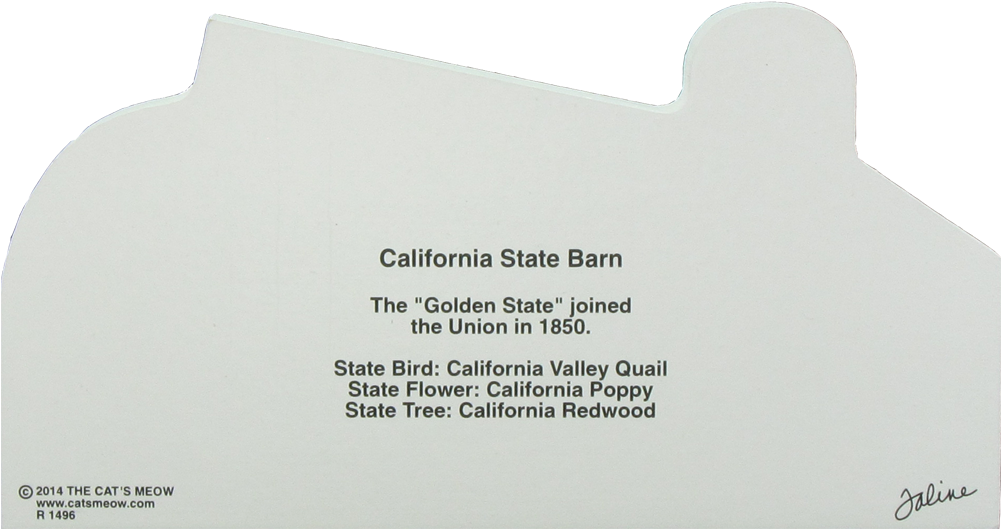 California State Barn
The "Golden State" joined
the Union in 1850.
State Bird: California Valley Quail
State Flower: California Poppy
State Tree: California Redwood
© 2014 THE CAT'S MEOW
www.catsmeow.com
R 1496
Jaline